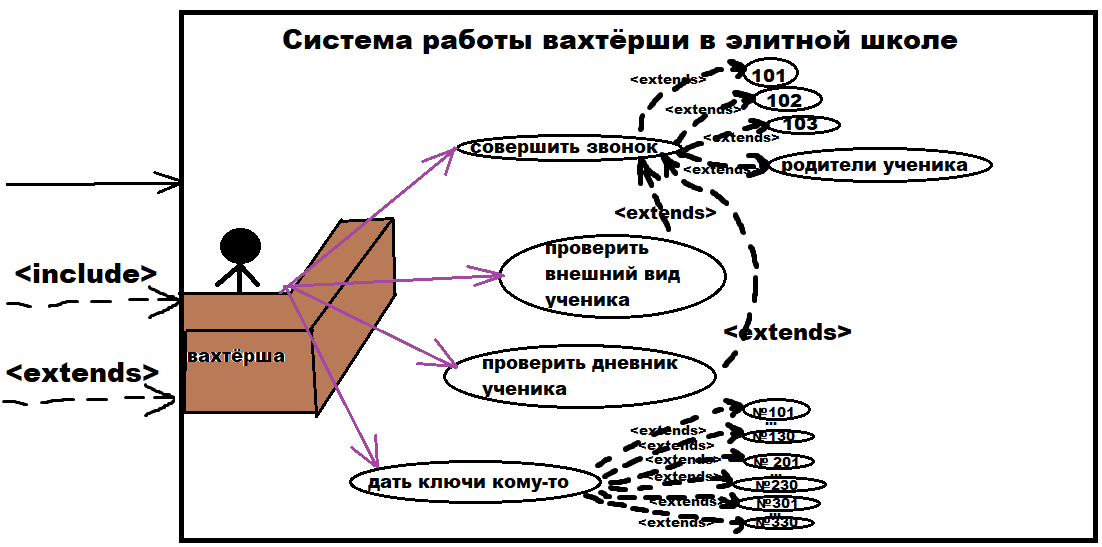 Система работы вахтёрши в элитной школе
<extends>
101
<extends>
102
<extends>
103
совершить звонок
<extends>
родители ученика
<extends>
проверить
внешний вид
ученика
<include>
<extends>
вахтёрша
<extends>
проверить дневник
ученика
<extends>
№101
...
<extends>
№130
<extends>
№ 201
...
дать ключи кому-то
<extends>
№230
<extends>
№301
...
<extends>
№330